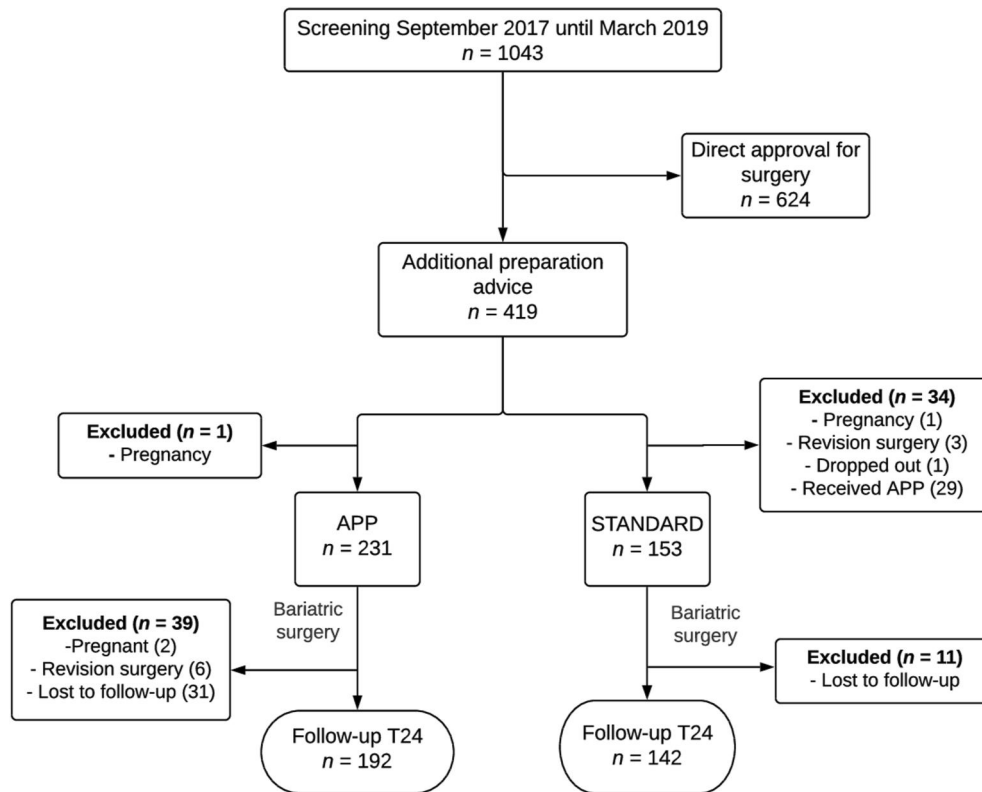 Screening September 2017 until March 2019
n = 1043
Direct approval for
surgery
n = 624
Additional preparation
advice
n = 419
Excluded (n = 1)
- Pregnancy
Excluded (n = 34)
- Pregnancy (1)
- Revision surgery (3)
- Dropped out (1)
- Received APP (29)
APP
n = 231
STANDARD
n = 153
Bariatric
surgery
Bariatric
surgery
Excluded (n = 39)
-Pregnant (2)
- Revision surgery (6)
- Lost to follow-up (31)
Excluded (n = 11)
- Lost to follow-up
Follow-up T24
n = 192
Follow-up T24
n = 142